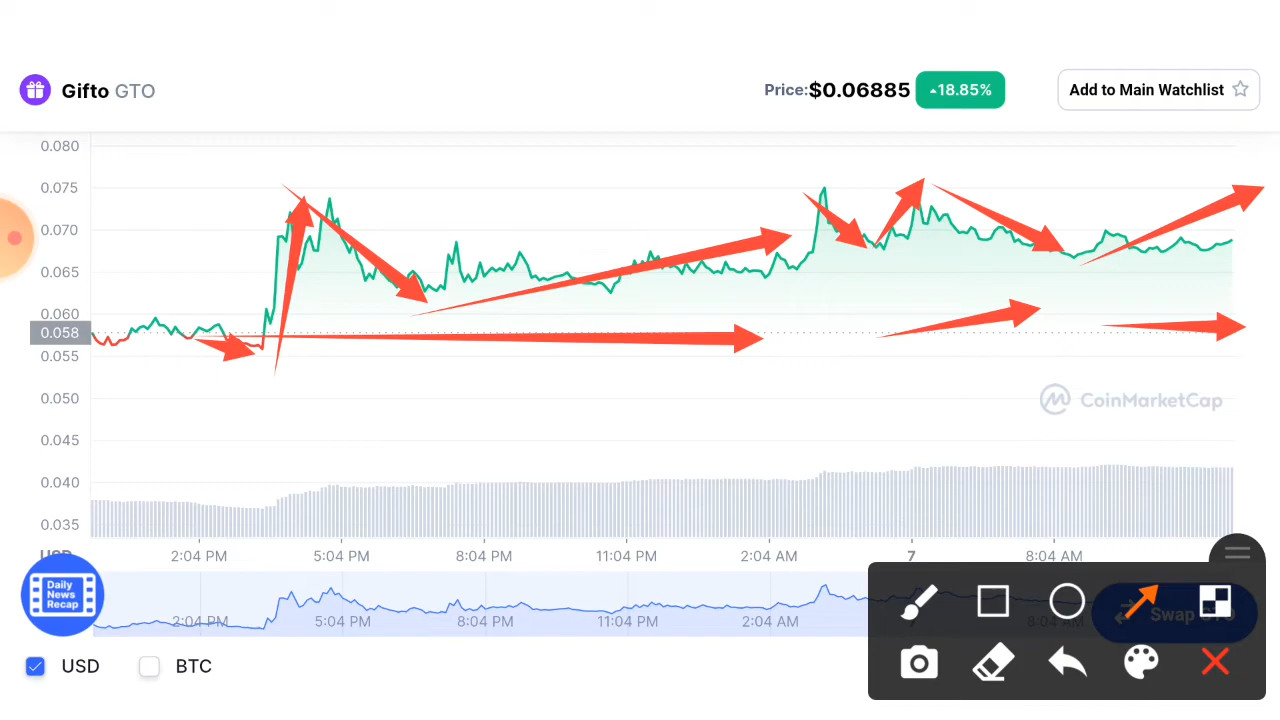 Gifto GTO
Price:$0.06885 18.85%
Add to Main Watchlist
0.080
0.075
0.070
0.065
0.060
0.058
0.055
0.050
0.045
0.040
0.035
CoinMarketCap
USD
2:04 PM 5:04 PM 8:04 PM 11:04 PM 2:04 AM 7 8:04 AM
Daily
News
Recap
2:04 PM 5:04 PM 8:04 PM 11:04 PM 2:04 AM 7 8:04 AM
Swap GTO
USD BTC